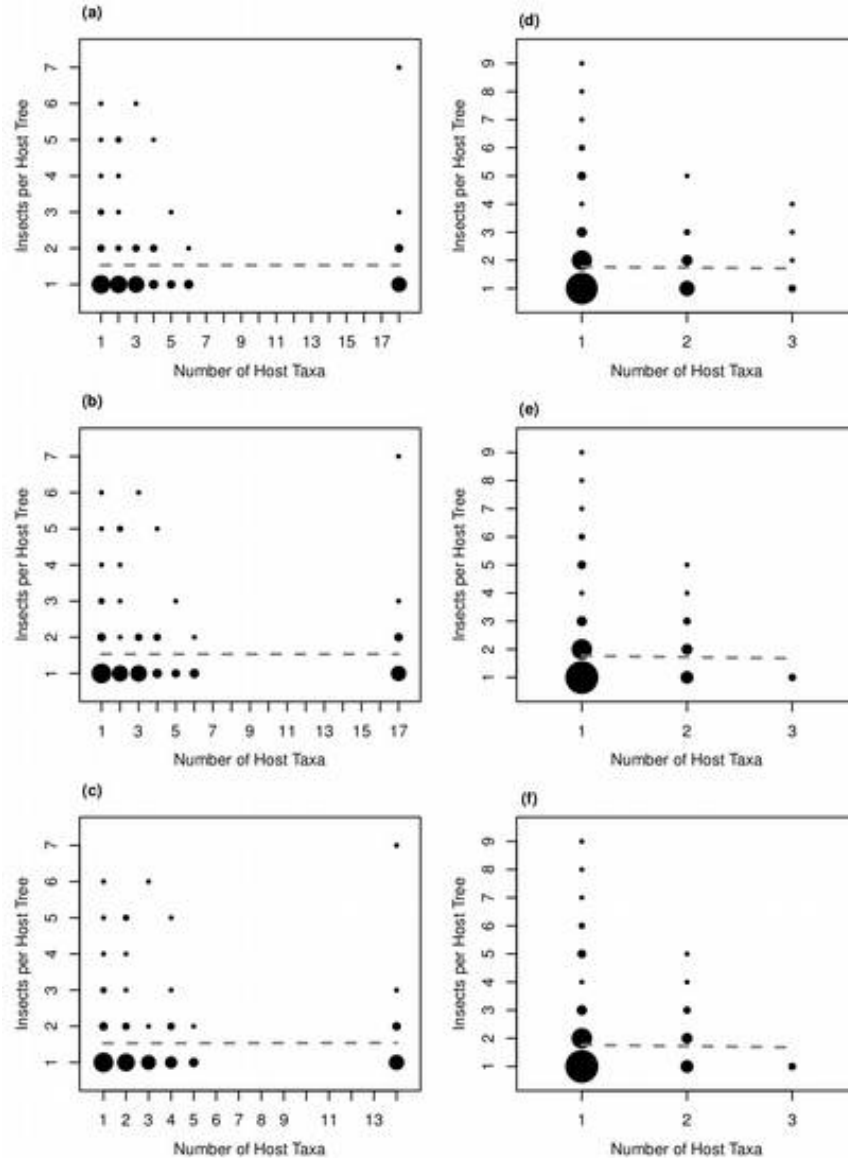 (a)
Insects per Host Tree
7
6
5
4
3
2
1
1 3 5 7 9 11 13 15 17
Number of Host Taxa
(d)
Insects per Host Tree
9
8
7
6
5
4
3
2
1
1 2 3
Number of Host Taxa
(b)
Insects per Host Tree
7
6
5
4
3
2
1
1 3 5 7 9 11 13 17
Number of Host Taxa
(e)
Insects per Host Tree
9
8
7
6
5
4
3
2
1
1 2 3
Number of Host Taxa
(c)
Insects per Host Tree
7
6
5
4
3
2
1
1 2 3 4 5 6 7 8 9 11 13
Number of Host Taxa
(f)
Insects per Host Tree
9
8
7
6
5
4
3
2
1
1 2 3
Number of Host Taxa